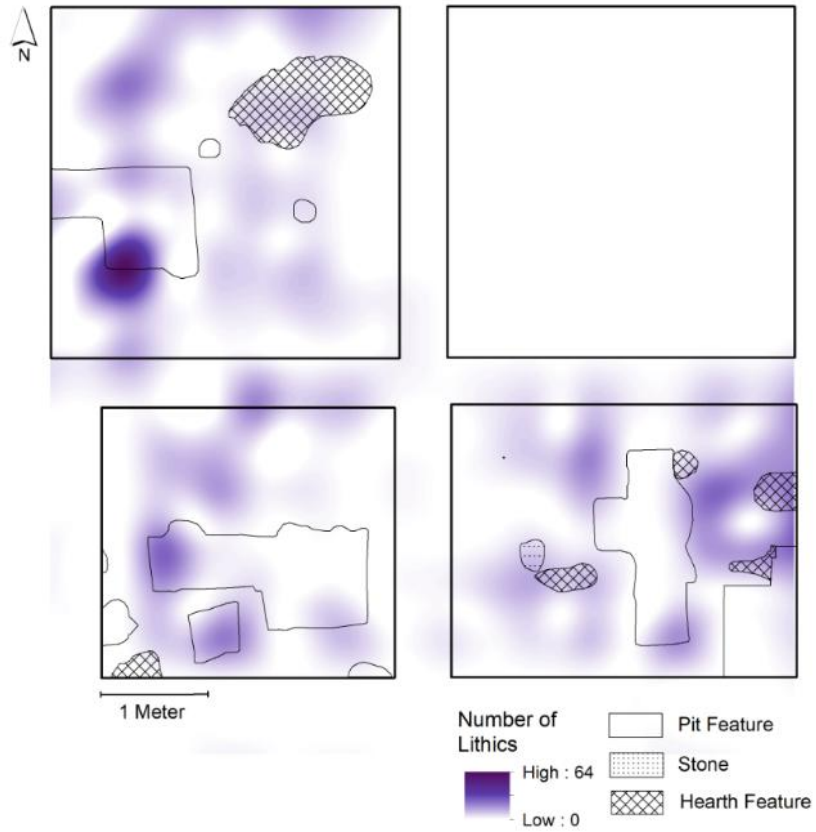 N
1 Meter
Number of
Lithics
High : 64
Low : 0
Pit Feature
Stone
Hearth Feature